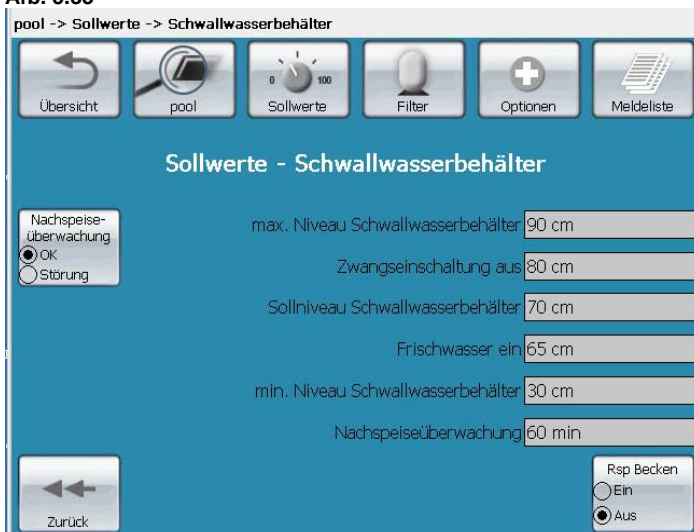 pool -> Sollwerte -> Schwallwasserbehälter
Übersicht
pool
0 100
Sollwerte
Filter
Optionen
Meldeliste
Sollwerte - Schwallwasserbehälter
Nachspeise-
überwachung
OK
Störung
max. Niveau Schwallwasserbehälter 90 cm
Zwangseinschaltung aus 80 cm
Sollniveau Schwallwasserbehälter 70 cm
Frischwasser ein 65 cm
min. Niveau Schwallwasserbehälter 30 cm
Nachspeiseüberwachung 60 min
Zurück
Rsp Becken
Ein
Aus